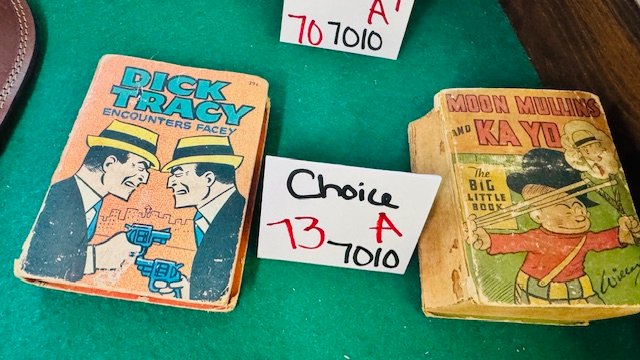 A
70 7010
DICK
TRACY
ENCOUNTERS FACEY
Choice
73 A
7010
MOON MULLINS
AND KAYO
The
BIG
LITTLE
BOOK